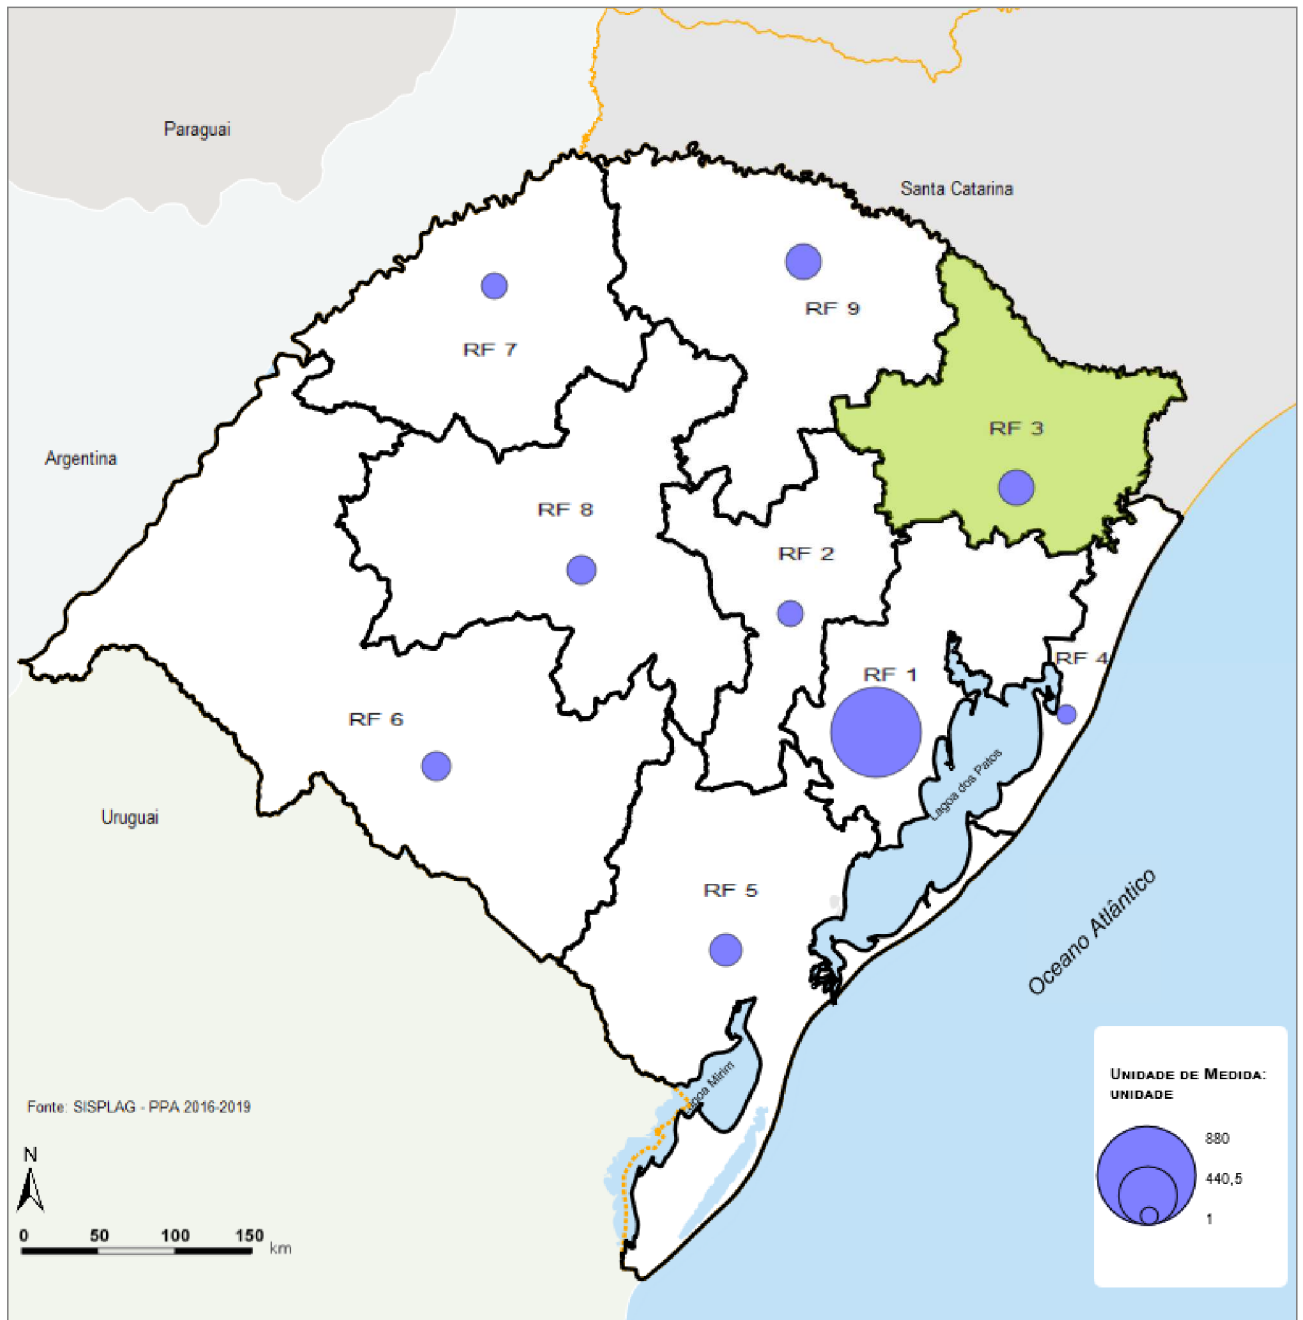 Paraguai
Santa Catarina
RF 9
RF 7
RF 3
Argentina
RF 8
RF 2
RF 4
RF 1
RF 6
Lagoa dos Patos
Uruguai
RF 5
Oceano Atlântico
Lagoa Mirim
Fonte: SISPLAG - PPA 2016-2019
N
0 50 100 150
km
UNIDADE DE MEDIDA:
UNIDADE
880
440,5
1